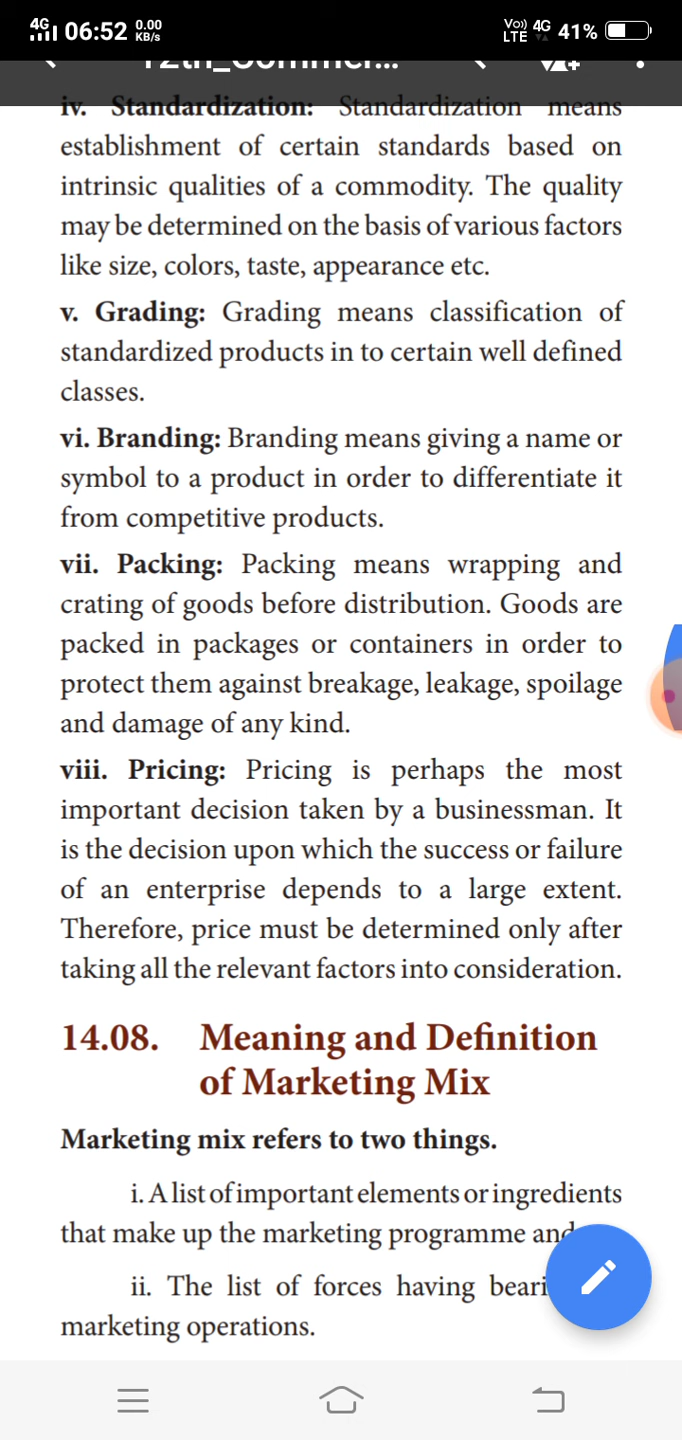 4G 06:52 0.00 KB/s Vo)) LTE 4G 41%
iv. Standardization: Standardization means
establishment of certain standards based on
intrinsic qualities of a commodity. The quality
may be determined on the basis of various factors
like size, colors, taste, appearance etc.
v. Grading: Grading means classification of
standardized products in to certain well defined
classes.
vi. Branding: Branding means giving a name or
symbol to a product in order to differentiate it
from competitive products.
vii. Packing: Packing means wrapping and
crating of goods before distribution. Goods are
packed in packages or containers in order to
protect them against breakage, leakage, spoilage
and damage of any kind.
viii. Pricing: Pricing is perhaps the most
important decision taken by a businessman. It
is the decision upon which the success or failure
of an enterprise depends to a large extent.
Therefore, price must be determined only after
taking all the relevant factors into consideration.
14.08. Meaning and Definition
of Marketing Mix
Marketing mix refers to two things.
i. A list of important elements or ingredients
that make up the marketing programme and
ii. The list of forces having
marketing operations.